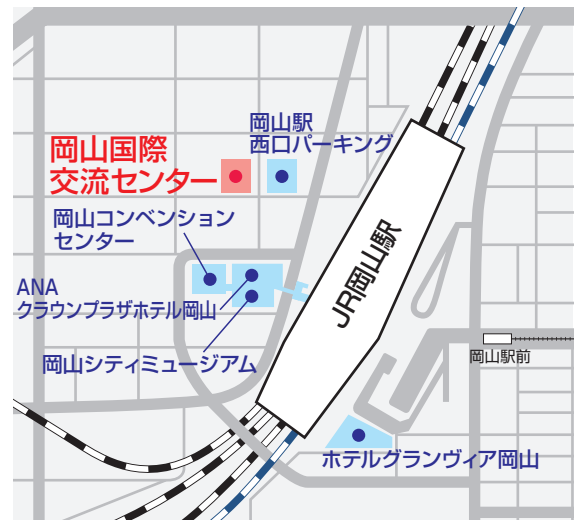 岡山駅
西口パーキング
岡山国際
交流センター
岡山コンベンション
センター
ANA
クラウンプラザホテル岡山
岡山シティミュージアム
JR岡山駅
岡山駅前
ホテルグランヴィア岡山